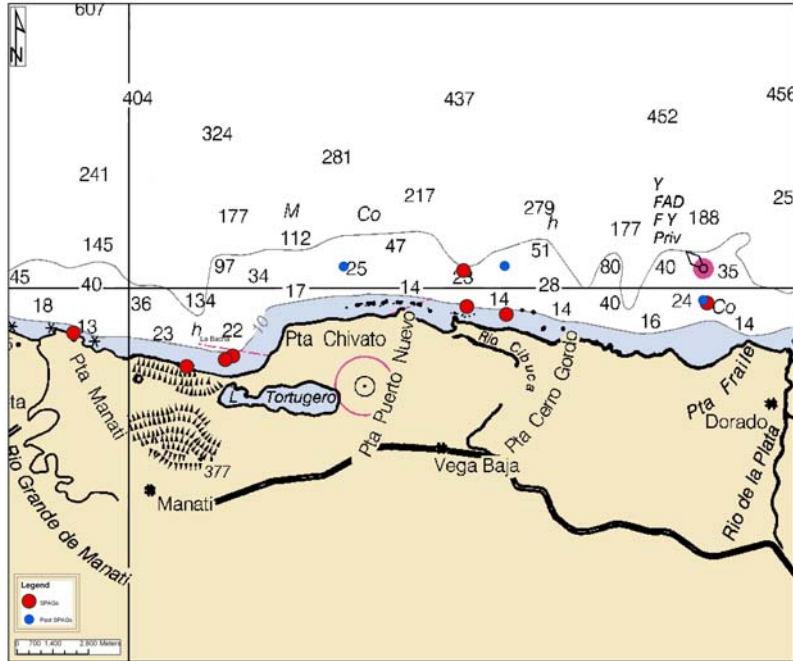 607
N
404
437
456
452
324
281
241
217
Y
FAD
F Y
Priv
188
25
177
M
Co
279
h
177
112
145
47
51
97
34
25
23
80
40
35
45
40
17
14
28
18
36
134
14
40
24
Co
13
23
h
22
10
La Bacha
14
16
14
Pta Chivato
Rio Cibuca
Pta Manati
Pta Puerto Nuevo
Pta Cerro Gordo
Pta Fraile
L Tortugero
Dorado
ta
377
Vega Baja
Manati
Rio Grande de Manati
Rio de la Plata
Legend
SPAGs
Past SPAGs
0 700 1,400 2,800 Meters